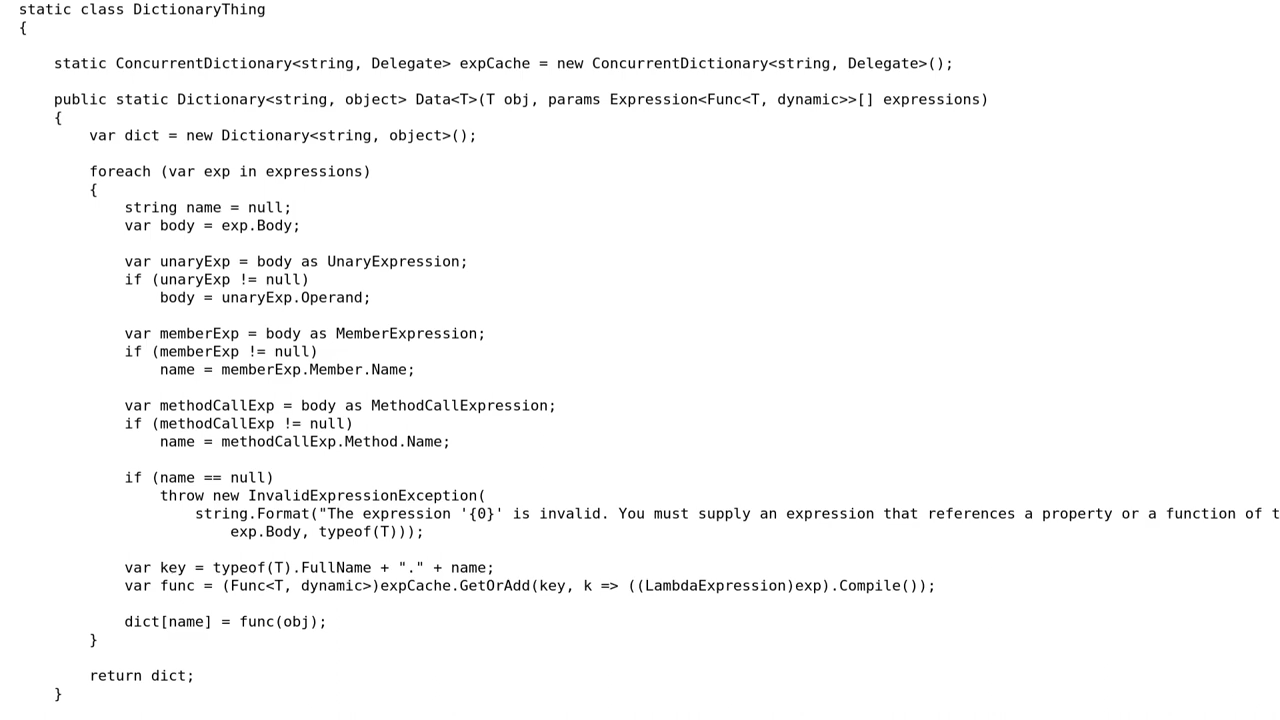 static class DictionaryThing
{
static ConcurrentDictionary<string, Delegate> expCache = new ConcurrentDictionary<string, Delegate>();
public static Dictionary<string, object> Data<T>(T obj, params Expression<Func<T, dynamic>>[] expressions)
{
var dict = new Dictionary<string, object>();
foreach (var exp in expressions)
{
string name = null;
var body = exp.Body;
var unaryExp = body as UnaryExpression;
if (unaryExp != null)
body = unaryExp.Operand;
var memberExp = body as MemberExpression;
if (memberExp != null)
name = memberExp.Member.Name;
var methodCallExp = body as MethodCallExpression;
if (methodCallExp != null)
name = methodCallExp.Method.Name;
if (name == null)
throw new InvalidExpressionException(
string.Format("The expression '{0}' is invalid. You must supply an expression that references a property or a function of t
exp.Body, typeof(T)));
var key = typeof(T).FullName + "." + name;
var func = (Func<T, dynamic>)expCache.GetOrAdd(key, k => ((LambdaExpression)exp).Compile());
dict[name] = func(obj);
}
return dict;
}